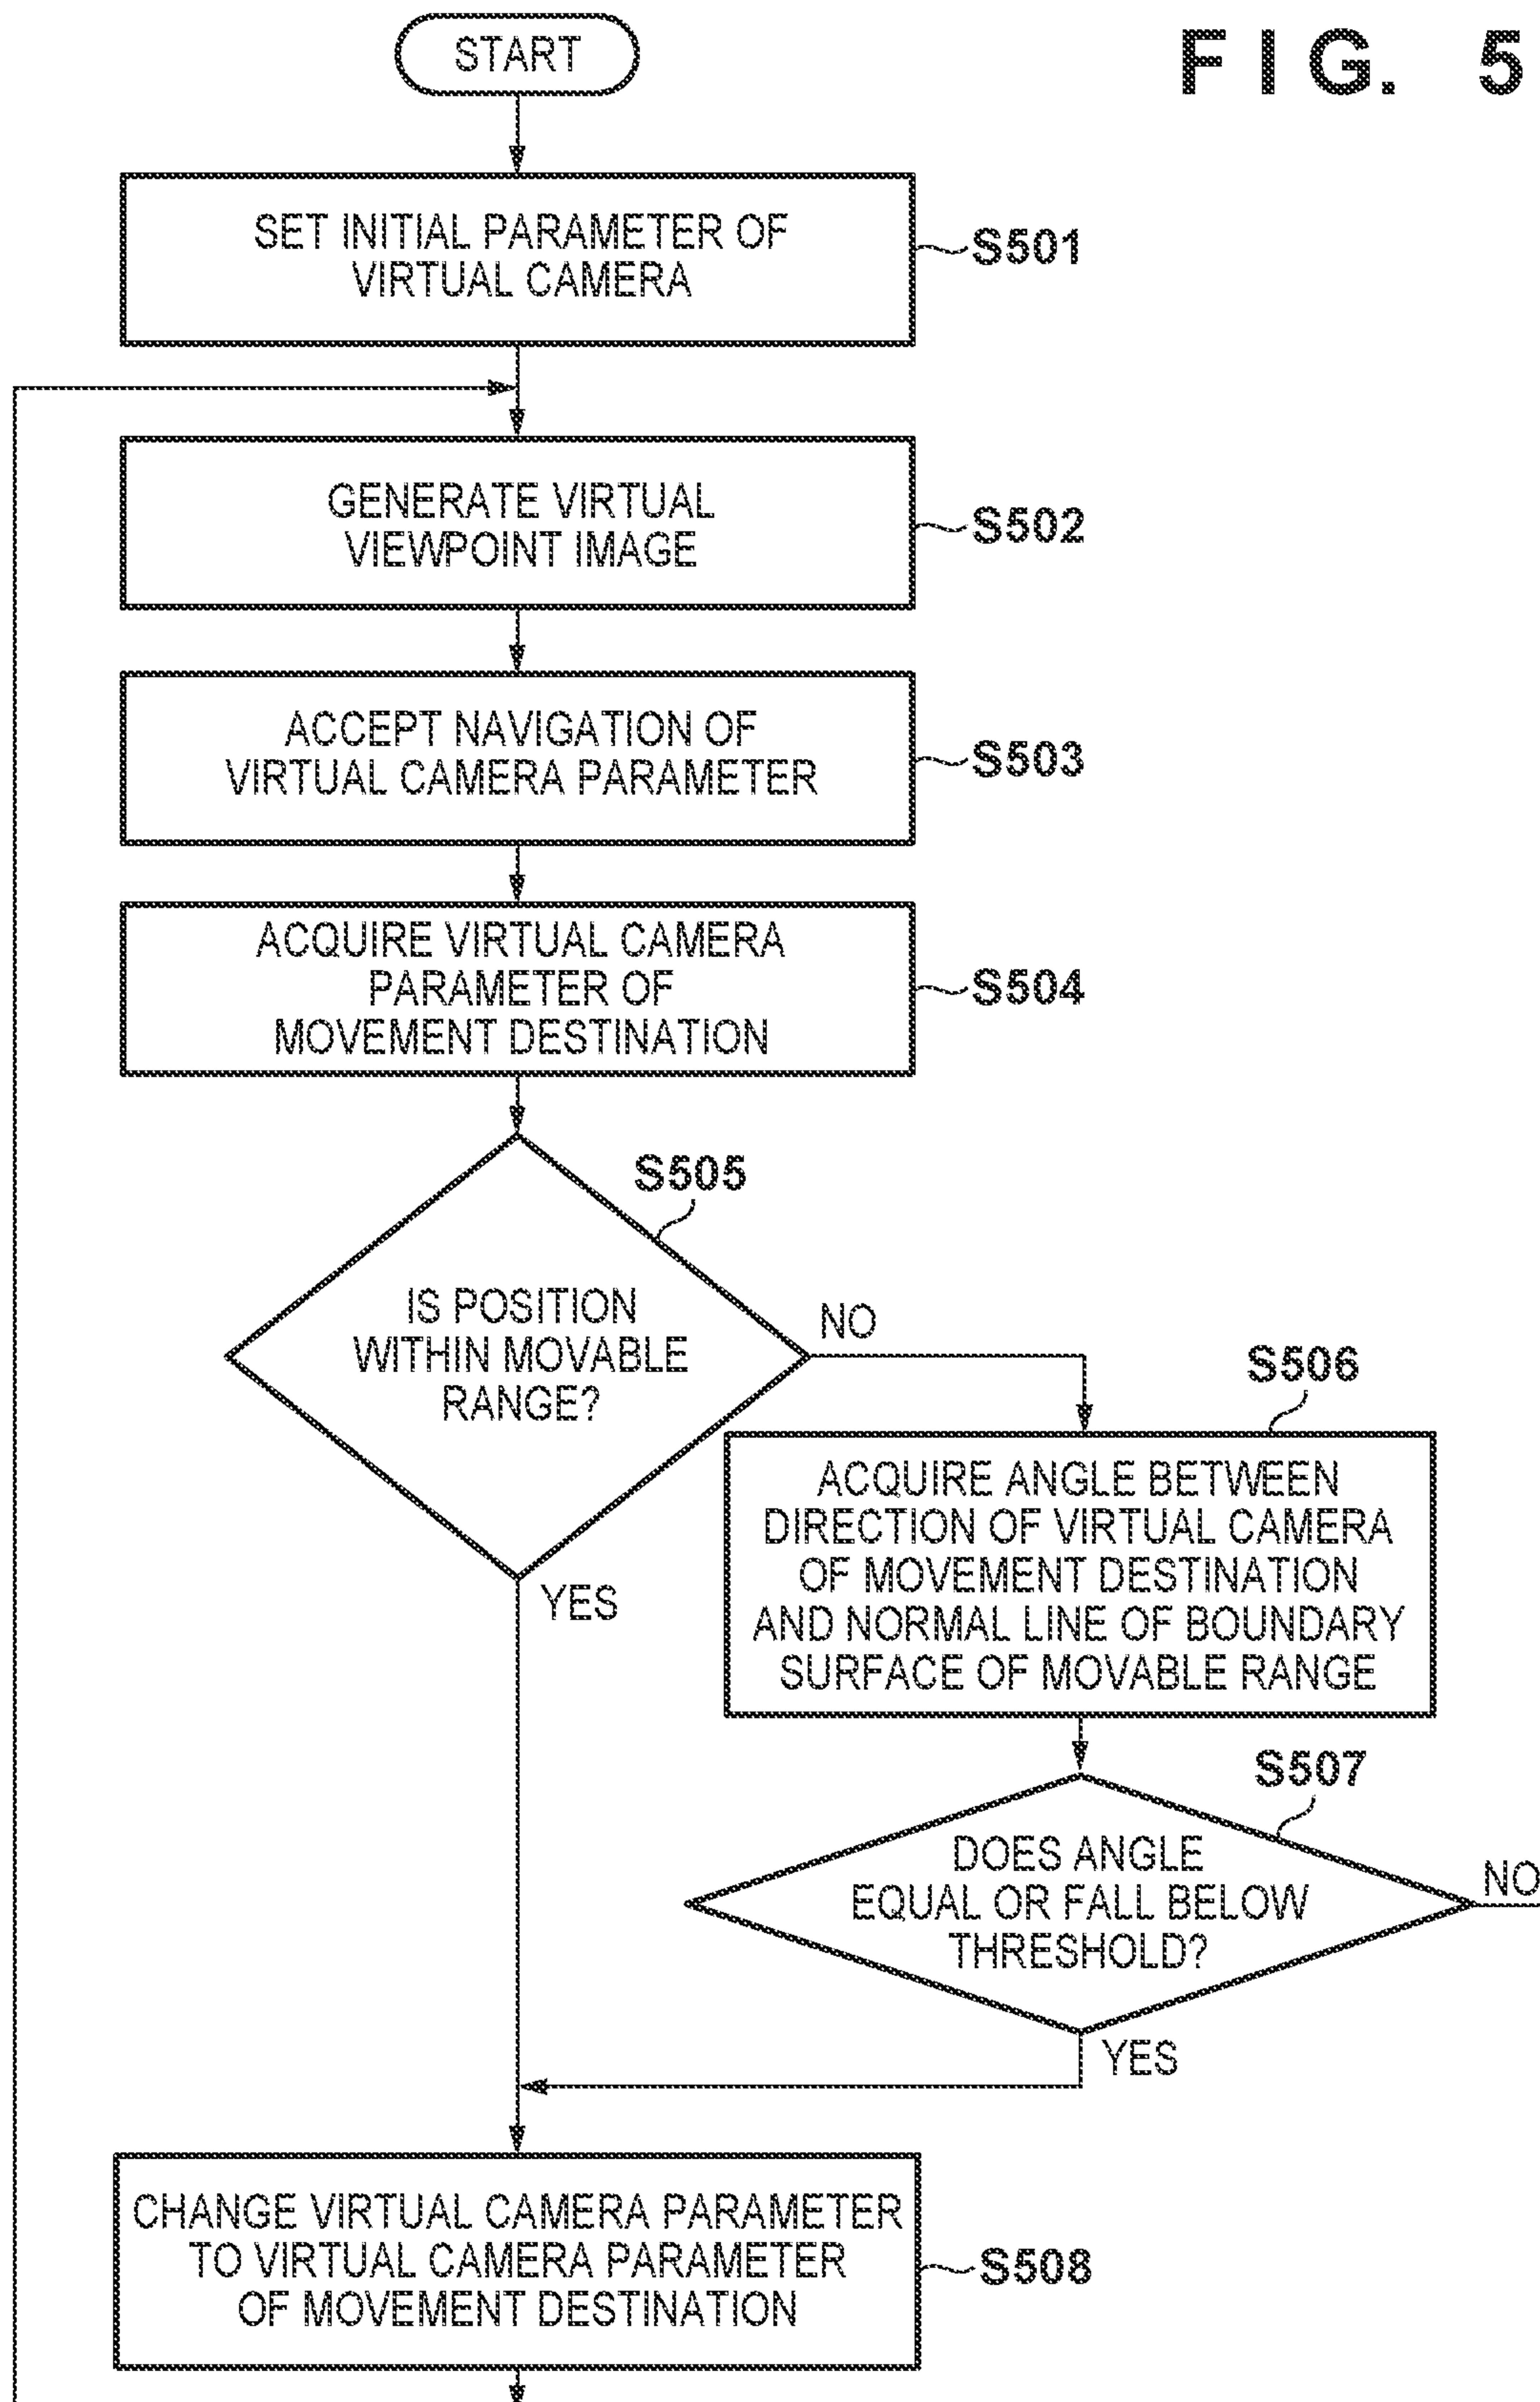 START
FIG. 5
SET INITIAL PARAMETER OF
VIRTUAL CAMERA
S501
GENERATE VIRTUAL
VIEWPOINT IMAGE
S502
ACCEPT NAVIGATION OF
VIRTUAL CAMERA PARAMETER
S503
ACQUIRE VIRTUAL CAMERA
PARAMETER OF
MOVEMENT DESTINATION
S504
S505
IS POSITION
WITHIN MOVABLE
RANGE?
NO
YES
S506
ACQUIRE ANGLE BETWEEN
DIRECTION OF VIRTUAL CAMERA
OF MOVEMENT DESTINATION
AND NORMAL LINE OF BOUNDARY
SURFACE OF MOVABLE RANGE
S507
DOES ANGLE
EQUAL OR FALL BELOW
THRESHOLD?
NO
YES
CHANGE VIRTUAL CAMERA PARAMETER
TO VIRTUAL CAMERA PARAMETER
OF MOVEMENT DESTINATION
S508